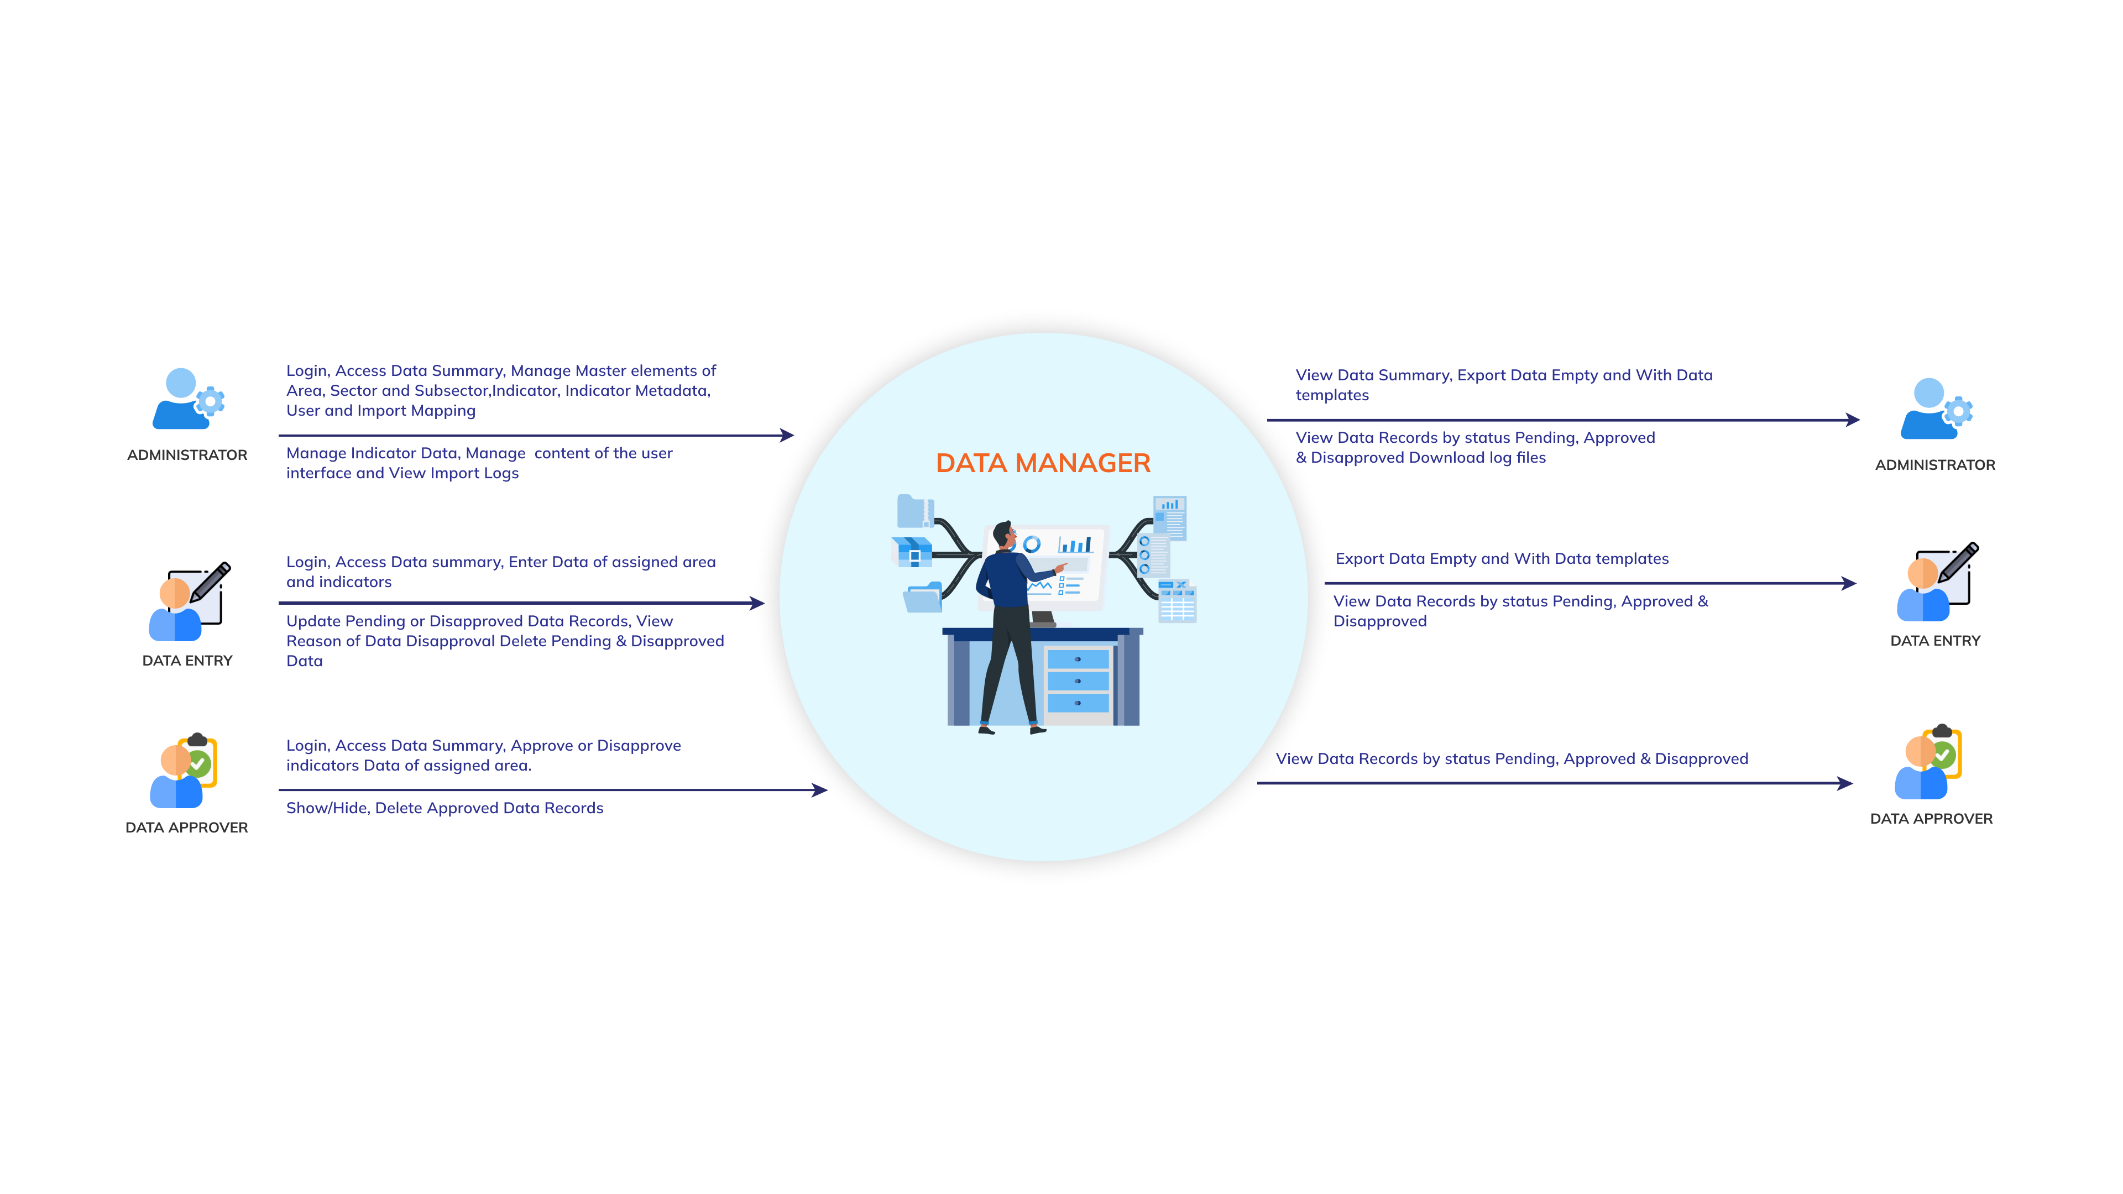 Login, Access Data Summary, Manage Master elements of
Area, Sector and Subsector,Indicator, Indicator Metadata,
User and Import Mapping
ADMINISTRATOR
Manage Indicator Data, Manage  content of the user
interface and View Import Logs
Login, Access Data summary, Enter Data of assigned area
and indicators
Update Pending or Disapproved Data Records, View
Reason of Data Disapproval Delete Pending & Disapproved
Data
DATA ENTRY
Login, Access Data Summary, Approve or Disapprove
indicators Data of assigned area.
Show/Hide, Delete Approved Data Records
DATA APPROVER
DATA MANAGER
View Data Summary, Export Data Empty and With Data
templates
View Data Records by status Pending, Approved
& Disapproved Download log files
ADMINISTRATOR
Export Data Empty and With Data templates
View Data Records by status Pending, Approved &
Disapproved
DATA ENTRY
View Data Records by status Pending, Approved & Disapproved
DATA APPROVER